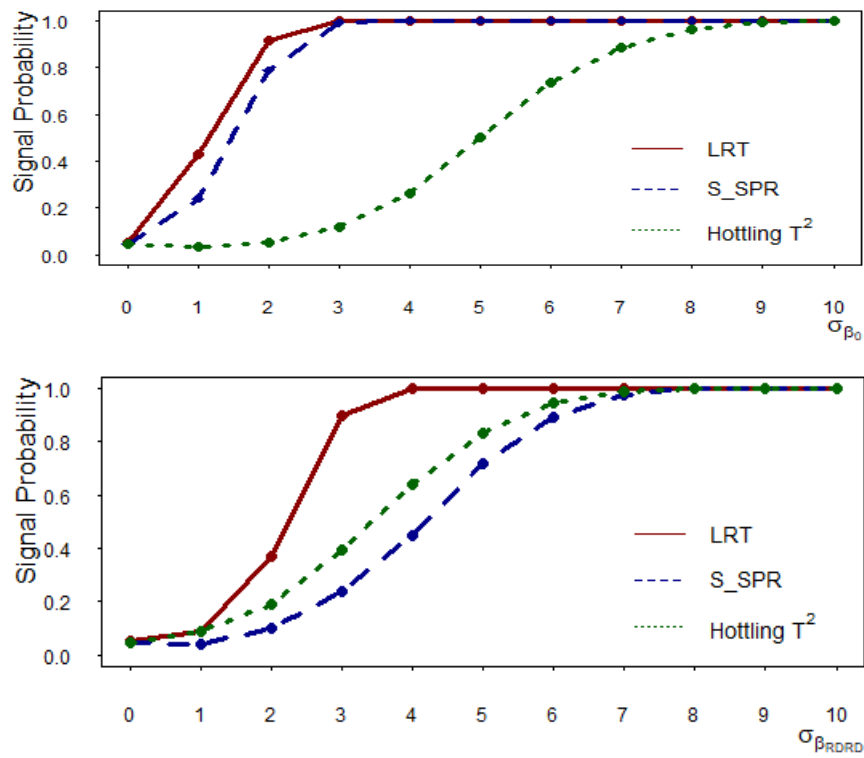 Signal Probability
1.0
0.8
0.6
0.4
0.2
0.0
LRT
S_SPR
Hottling T²
0 1 2 3 4 5 6 7 8 9 10
σβ₀
Signal Probability
1.0
0.8
0.6
0.4
0.2
0.0
LRT
S_SPR
Hottling T²
0 1 2 3 4 5 6 7 8 9 10
σβRDRD